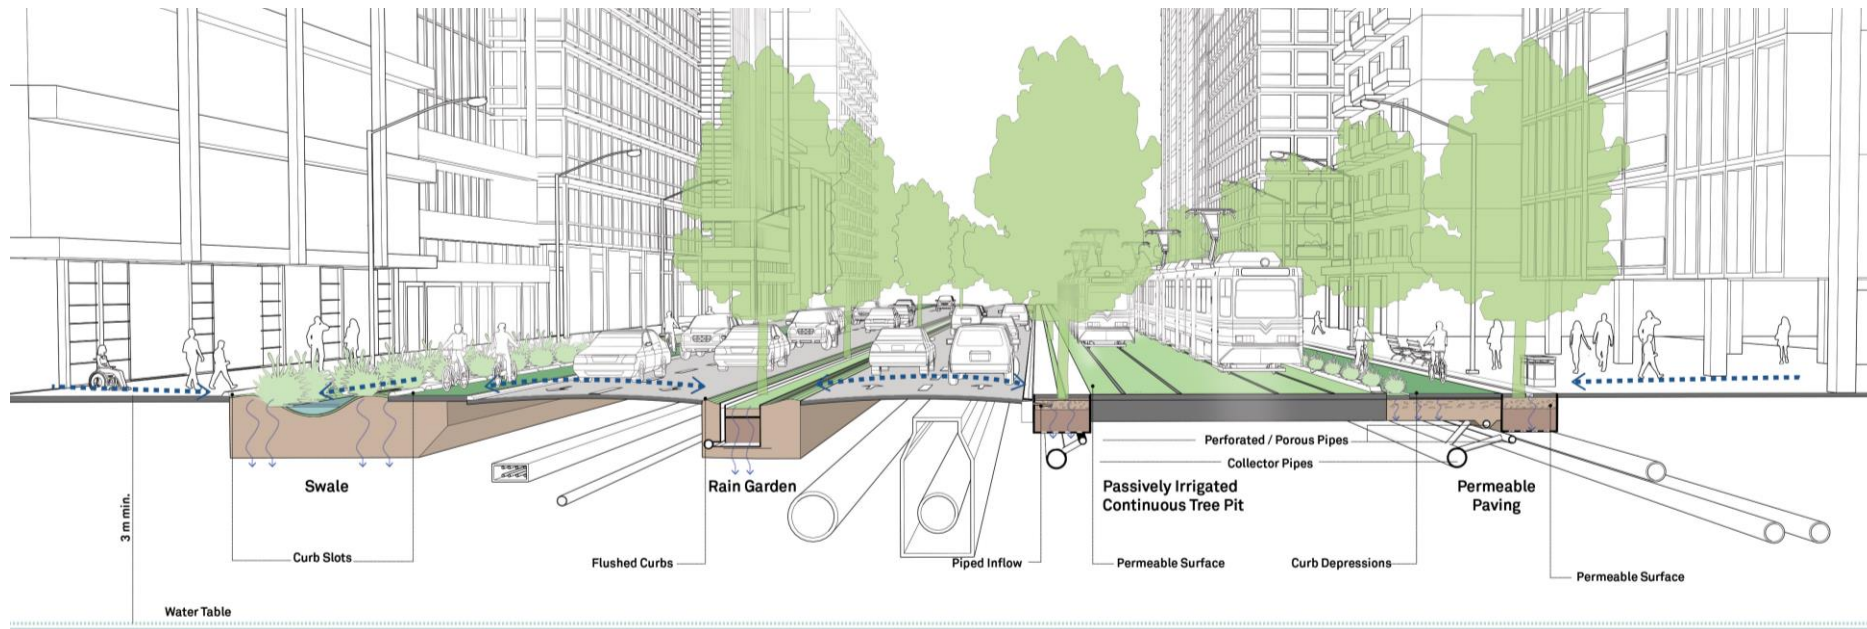 Perforated / Porous Pipes
Collector Pipes
Swale
Rain Garden
Passively Irrigated
Continuous Tree Pit
Permeable
Paving
3 m min.
Curb Slots
Flushed Curbs
Piped Inflow
Permeable Surface
Curb Depressions
Permeable Surface
Water Table